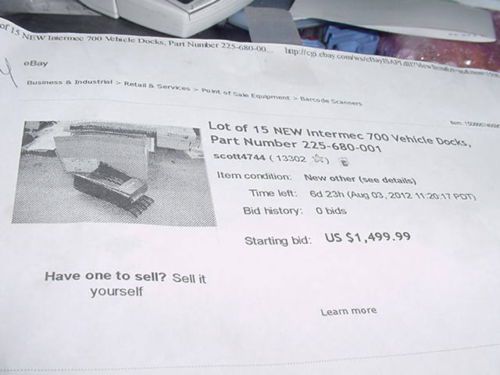 of 15 NEW Intermec 700 Vehicle Docks, Part Number 225-680-00...
eBay
Business & Industrial > Retail & Services > Point of Sale Equipment > Barcode Scanners
Lot of 15 NEW Intermec 700 Vehicle Docks,
Part Number 225-680-001
scott4744 ( 13302 )
Item condition: New other (see details)
Time left: 6d 23h (Aug 03, 2012 11:20:17 PDT)
Bid history: 0 bids
Starting bid: US $1,499.99
Have one to sell? Sell it
yourself
Learn more